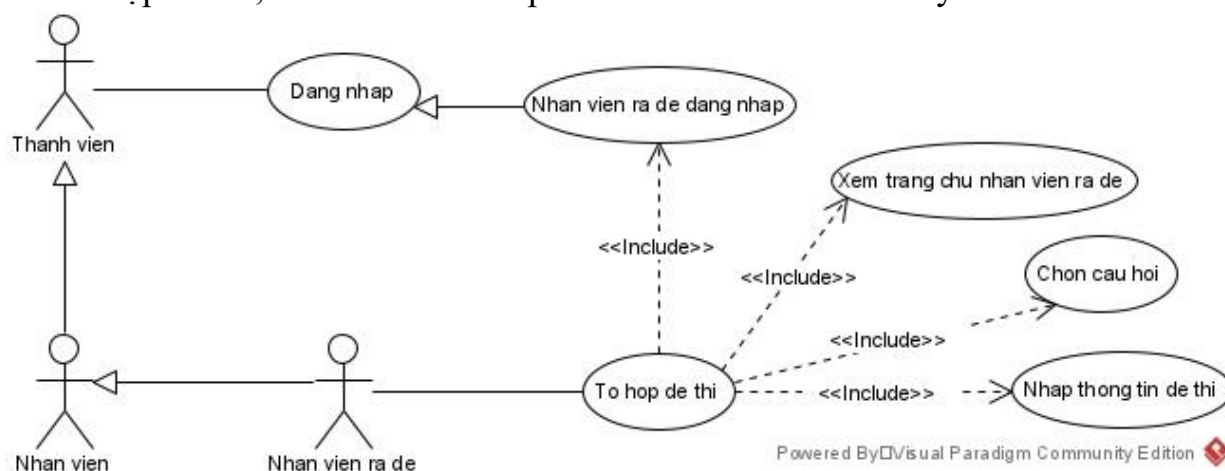 Dang nhap
Nhan vien ra de dang nhap
Thanh vien
Xem trang chu nhan vien ra de
<<Include>>
<<Include>>
Chon cau hoi
<<Include>>
To hop de thi
<<Include>>
Nhap thong tin de thi
Nhan vien
Nhan vien ra de
Powered By□Visual Paradigm Community Edition